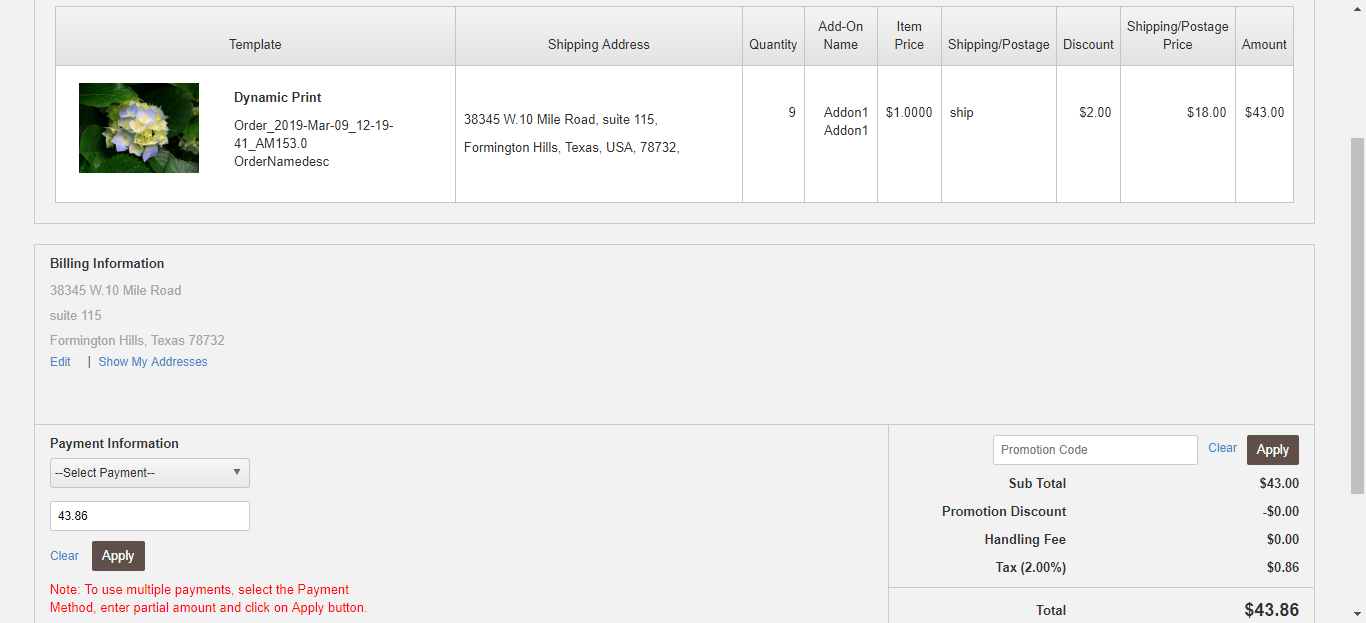 Template
Shipping Address
Quantity
Add-On
Name
Item
Price
Shipping/Postage
Discount
Shipping/Postage
Price
Amount
Dynamic Print
Order_2019-Mar-09_12-19-
41_AM153.0
OrderNamedesc
38345 W.10 Mile Road, suite 115,
Formington Hills, Texas, USA, 78732,
9
Addon1
Addon1
$1.0000
ship
$2.00
$18.00
$43.00
Billing Information
38345 W.10 Mile Road
suite 115
Formington Hills, Texas 78732
Edit | Show My Addresses
Payment Information
--Select Payment--
43.86
Clear Apply
Note: To use multiple payments, select the Payment
Method, enter partial amount and click on Apply button.
Promotion Code Clear Apply
Sub Total $43.00
Promotion Discount -$0.00
Handling Fee $0.00
Tax (2.00%) $0.86
Total $43.86